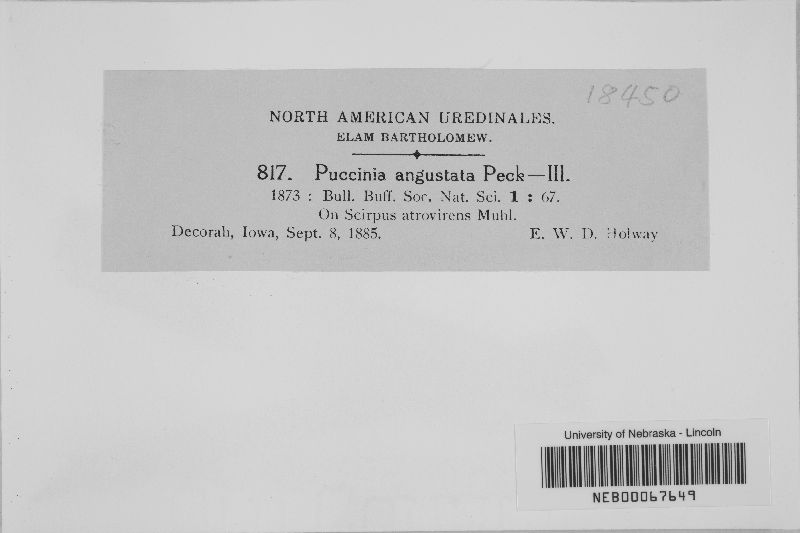 18450
NORTH AMERICAN UREDINALES.
ELAM BARTHOLOMEW.
817. Puccinia angustata Peck—III.
1873 : Bull. Buff. Soc. Nat. Sci. 1 : 67.
On Scirpus atrovirens Muhl.
Decorah, Iowa, Sept. 8, 1885. E. W. D. Holway
University of Nebraska - Lincoln
NEB00067649